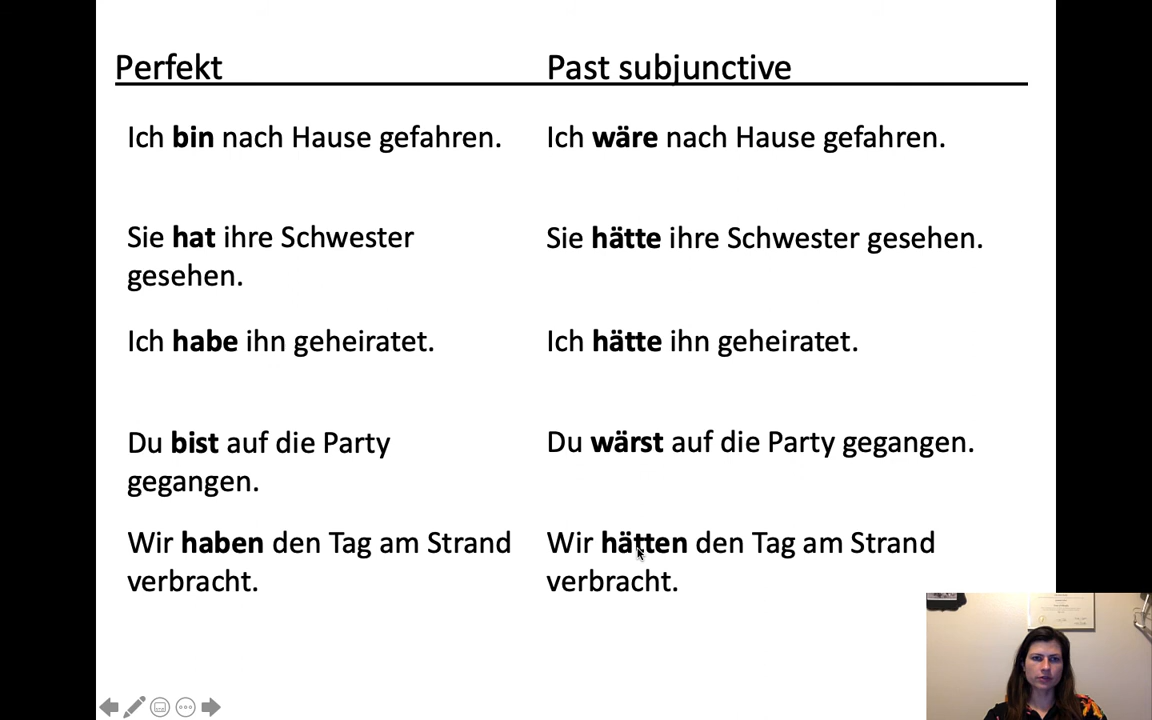 Perfekt Past subjunctive
Ich bin nach Hause gefahren. Ich wäre nach Hause gefahren.
Sie hat ihre Schwester Sie hätte ihre Schwester gesehen.
gesehen.
Ich habe ihn geheiratet. Ich hätte ihn geheiratet.
Du bist auf die Party Du wärst auf die Party gegangen.
gegangen.
Wir haben den Tag am Strand Wir hätten den Tag am Strand
verbracht. verbracht.